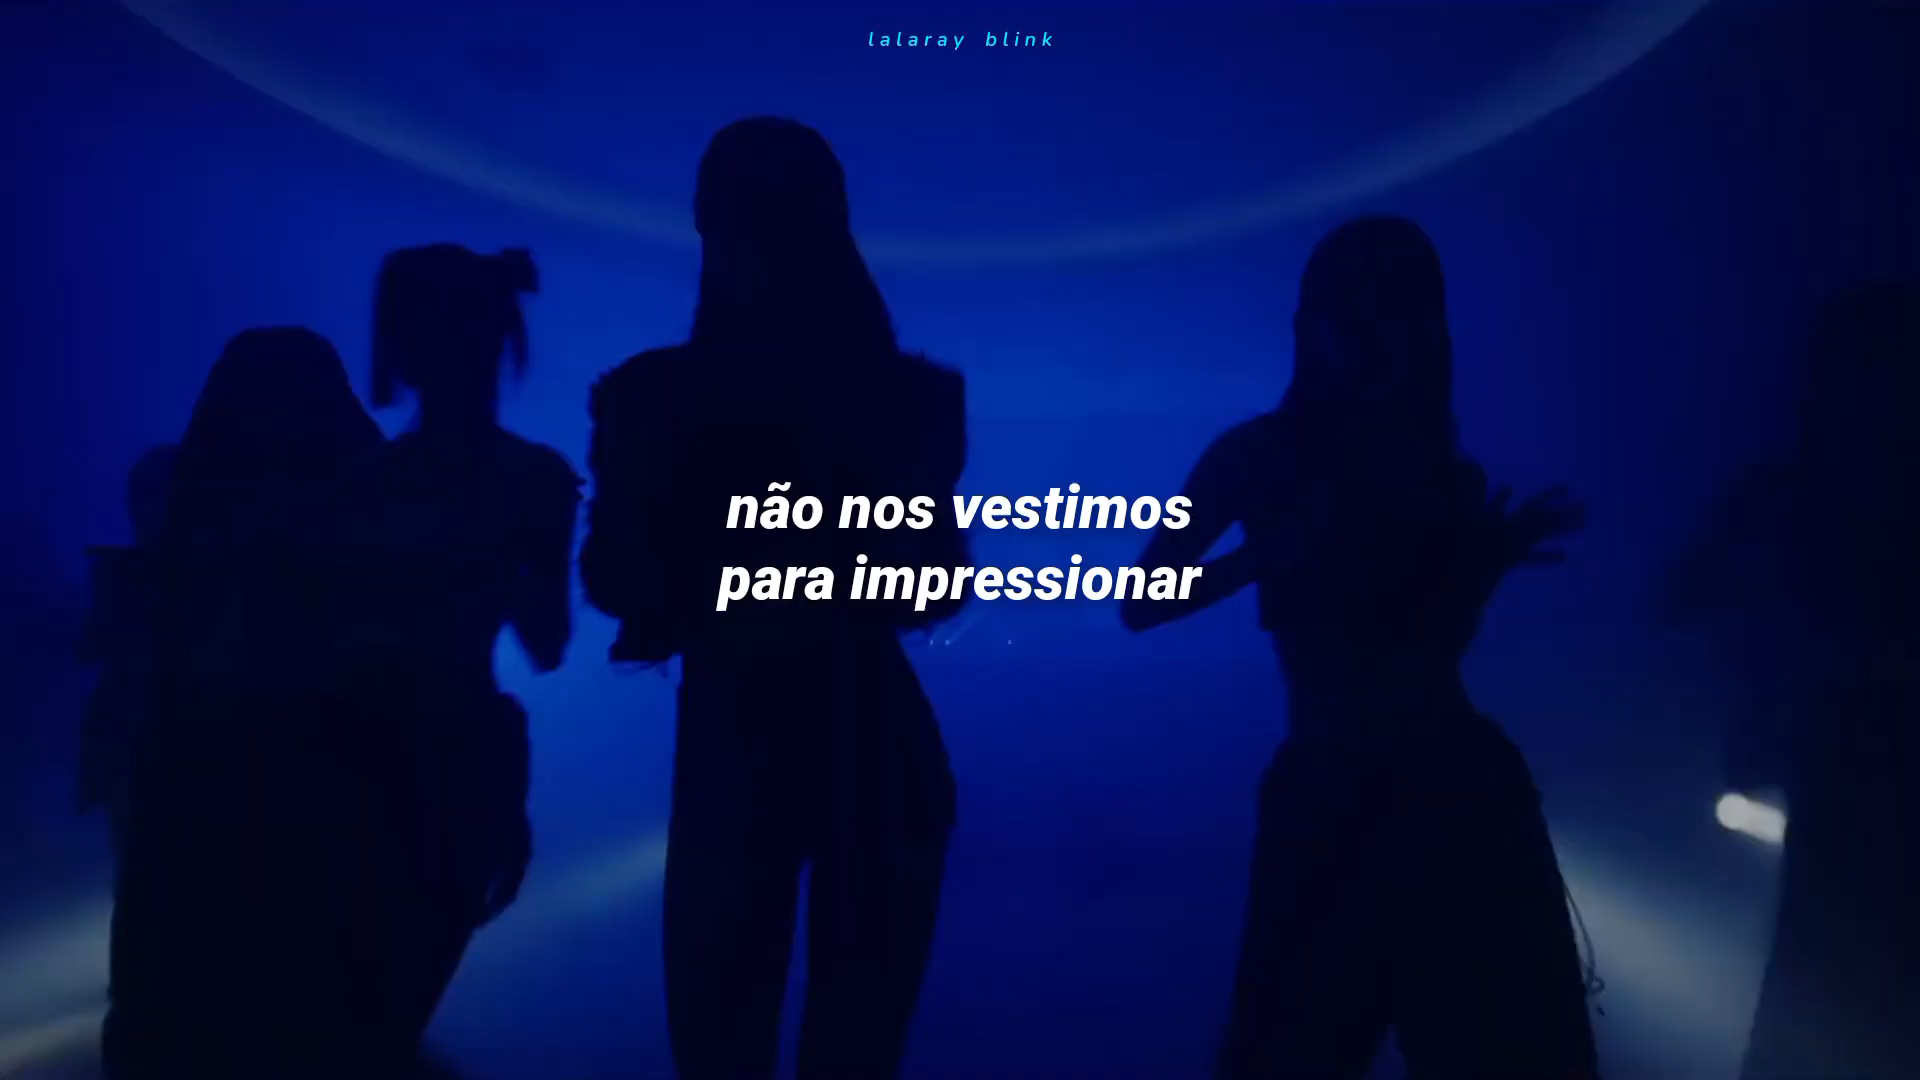 lalaray blink
não nos vestimos
para impressionar